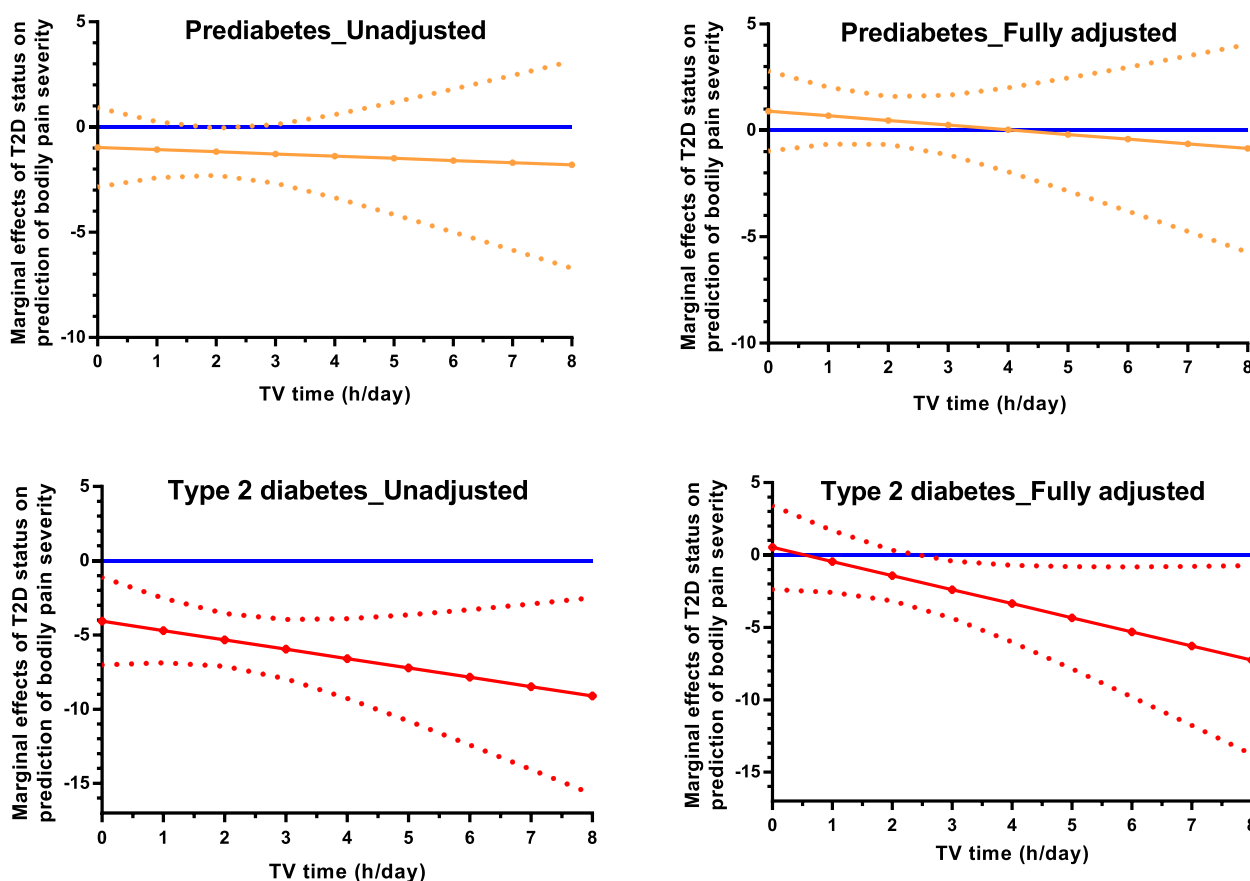 Prediabetes_Unadjusted
Marginal effects of T2D status on
prediction of bodily pain severity
5
0
-5
-10
0 1 2 3 4 5 6 7 8
TV time (h/day)
Prediabetes_Fully adjusted
Marginal effects of T2D status on
prediction of bodily pain severity
5
0
-5
-10
0 1 2 3 4 5 6 7 8
TV time (h/day)
Type 2 diabetes_Unadjusted
Marginal effects of T2D status on
prediction of bodily pain severity
5
0
-5
-10
-15
0 1 2 3 4 5 6 7 8
TV time (h/day)
Type 2 diabetes_Fully adjusted
Marginal effects of T2D status on
prediction of bodily pain severity
5
0
-5
-10
-15
0 1 2 3 4 5 6 7 8
TV time (h/day)